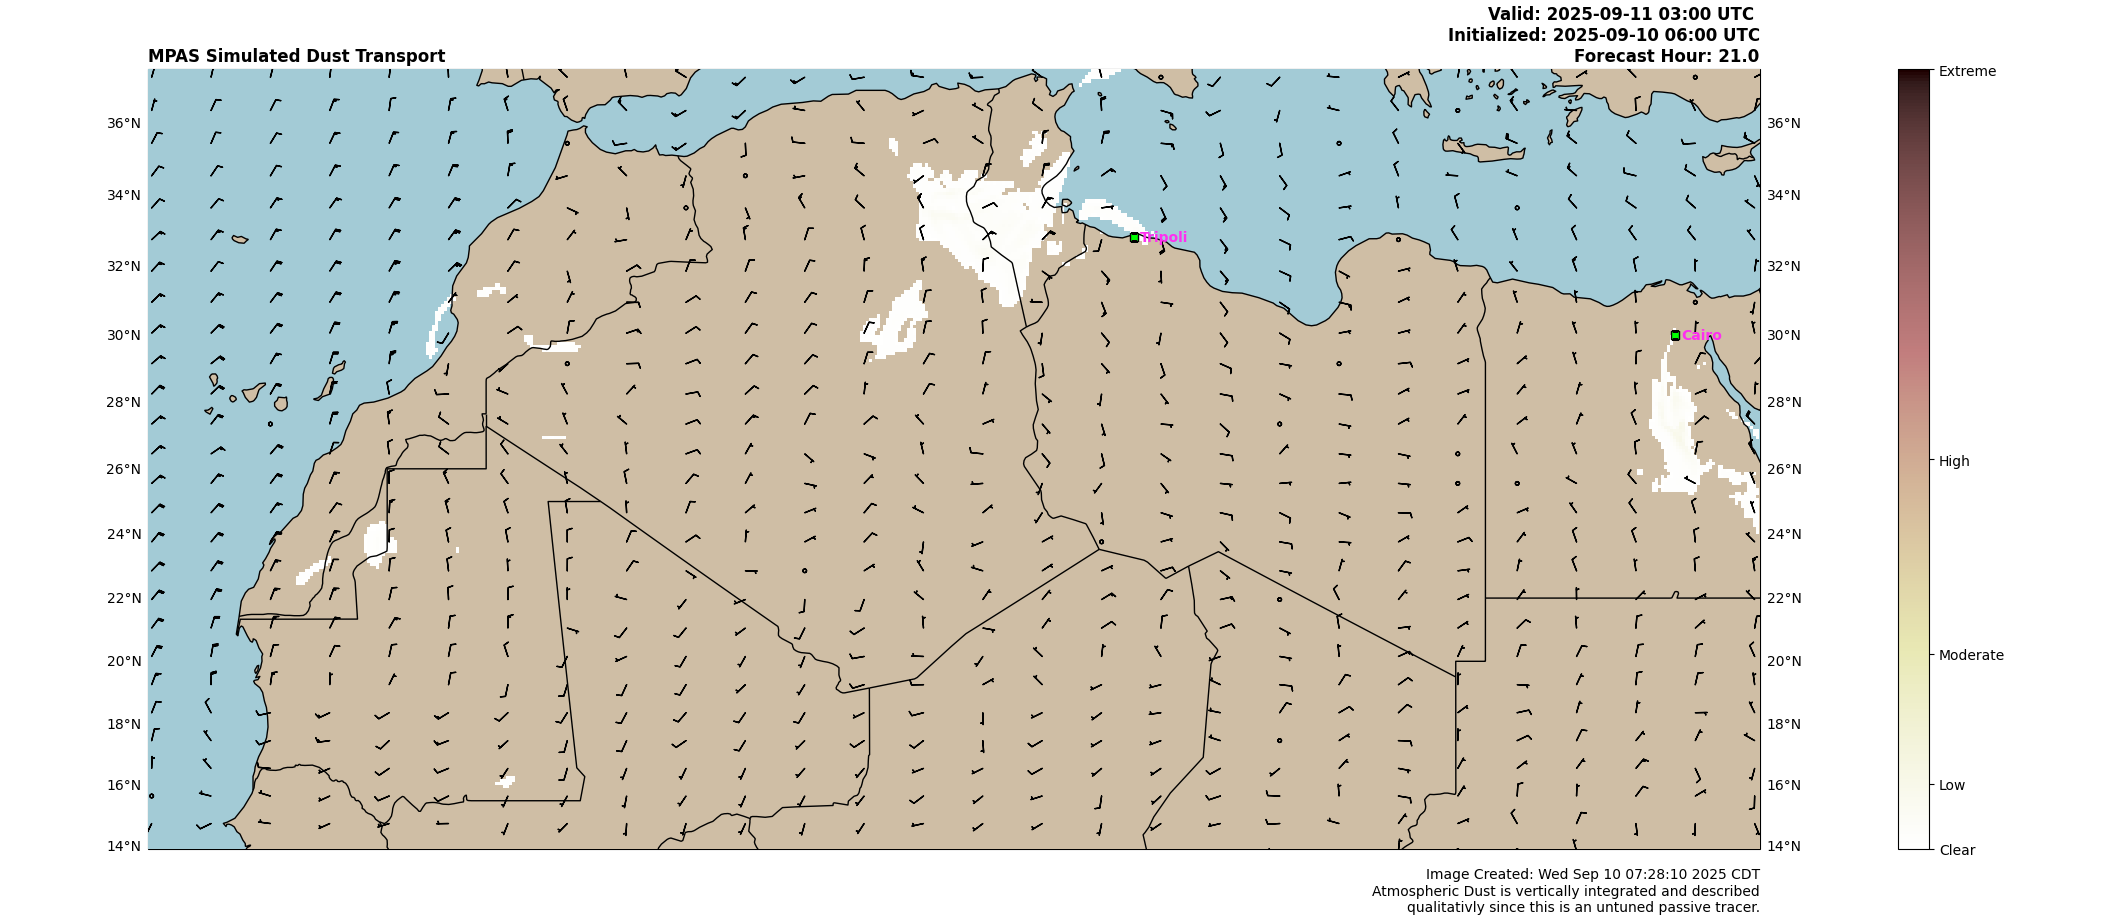 Valid: 2025-09-11 03:00 UTC
Initialized: 2025-09-10 06:00 UTC
MPAS Simulated Dust Transport
Forecast Hour: 21.0
Extreme
36°N
36°N
34°N
34°N
Tripoli
32°N
32°N
30°N
Cairo
30°N
28°N
28°N
26°N
26°N
High
24°N
24°N
22°N
22°N
20°N
20°N
Moderate
18°N
18°N
16°N
16°N
Low
14°N
14°N
Clear
Image Created: Wed Sep 10 07:28:10 2025 CDT
Atmospheric Dust is vertically integrated and described
qualitativly since this is an untuned passive tracer.